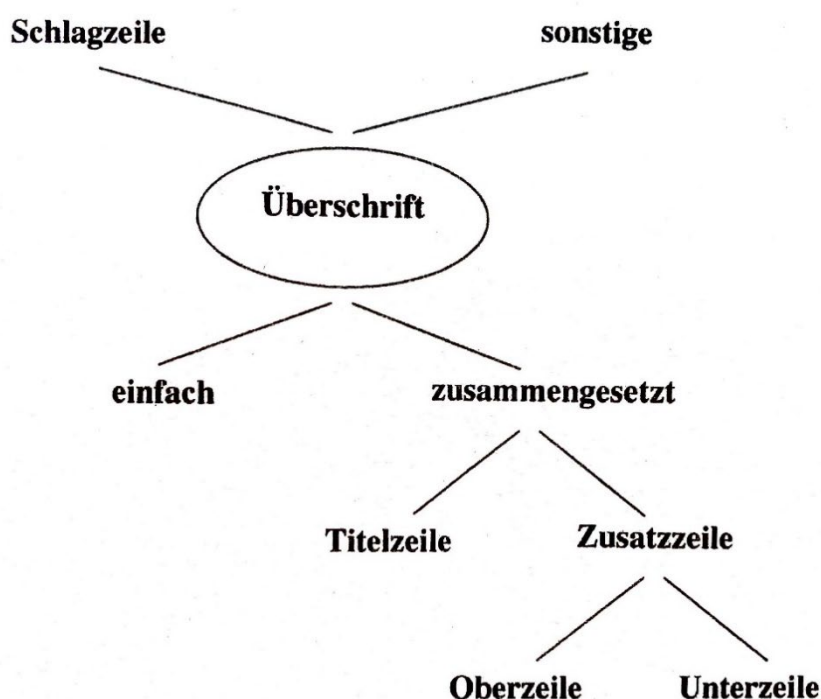 Schlagzeile sonstige
Überschrift
einfach zusammengesetzt
Titelzeile Zusatzzeile
Oberzeile Unterzeile